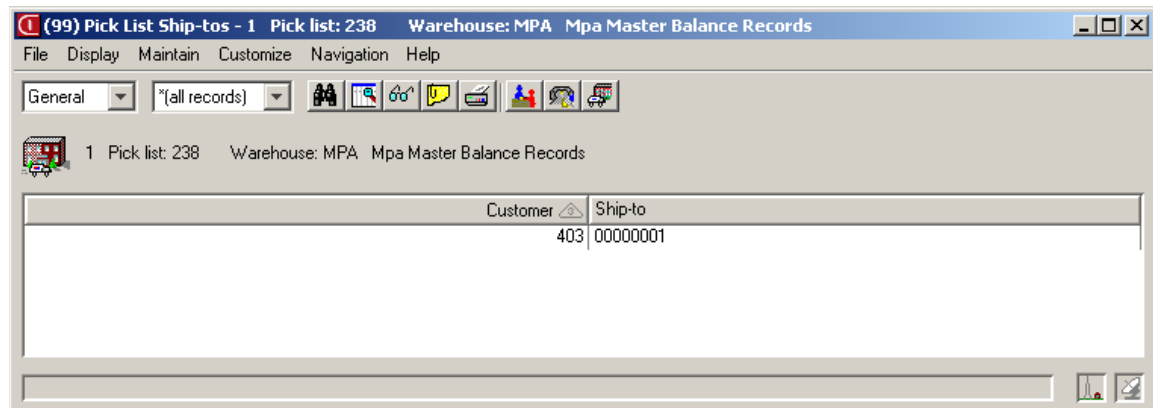 (99) Pick List Ship-tos - 1 Pick list: 238 Warehouse: MPA Mpa Master Balance Records
File Display Maintain Customize Navigation Help
General *(all records)
1 Pick list: 238 Warehouse: MPA Mpa Master Balance Records
Customer Ship-to
403 00000001